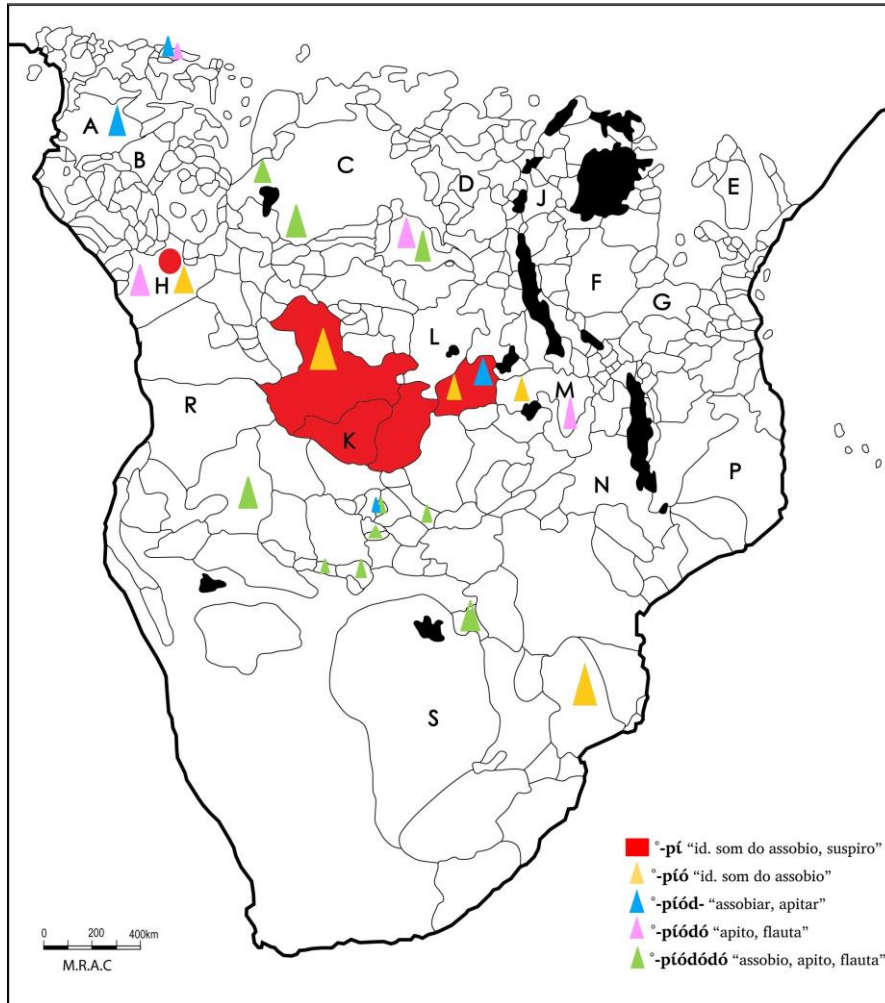 A
B
C
D
E
J
F
G
H
L
M
R
K
N
P
S
°-pí “id. som do assobio, suspiro”
°-píó “id. som do assobio”
°-píód- “assobiar, apitar”
°-píódó “apito, flauta”
°-píódódó “assobio, apito, flauta”
0 200 400km
M.R.A.C